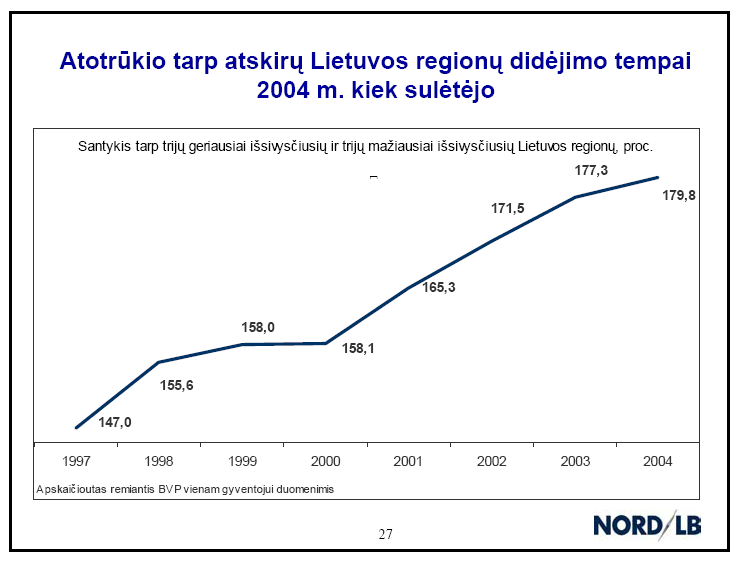 Atotrūkio tarp atskirų Lietuvos regionų didėjimo tempai
2004 m. kiek sulėtėjo
Santykis tarp trijų geriausiai išsivysčiusių ir trijų mažiausiai išsivysčiusių Lietuvos regionų, proc.
177,3
179,8
171,5
165,3
158,0
158,1
155,6
147,0
1997 1998 1999 2000 2001 2002 2003 2004
Apskaičioutas remiantis BVP vienam gyventojui duomenimis
27
NORD/LB